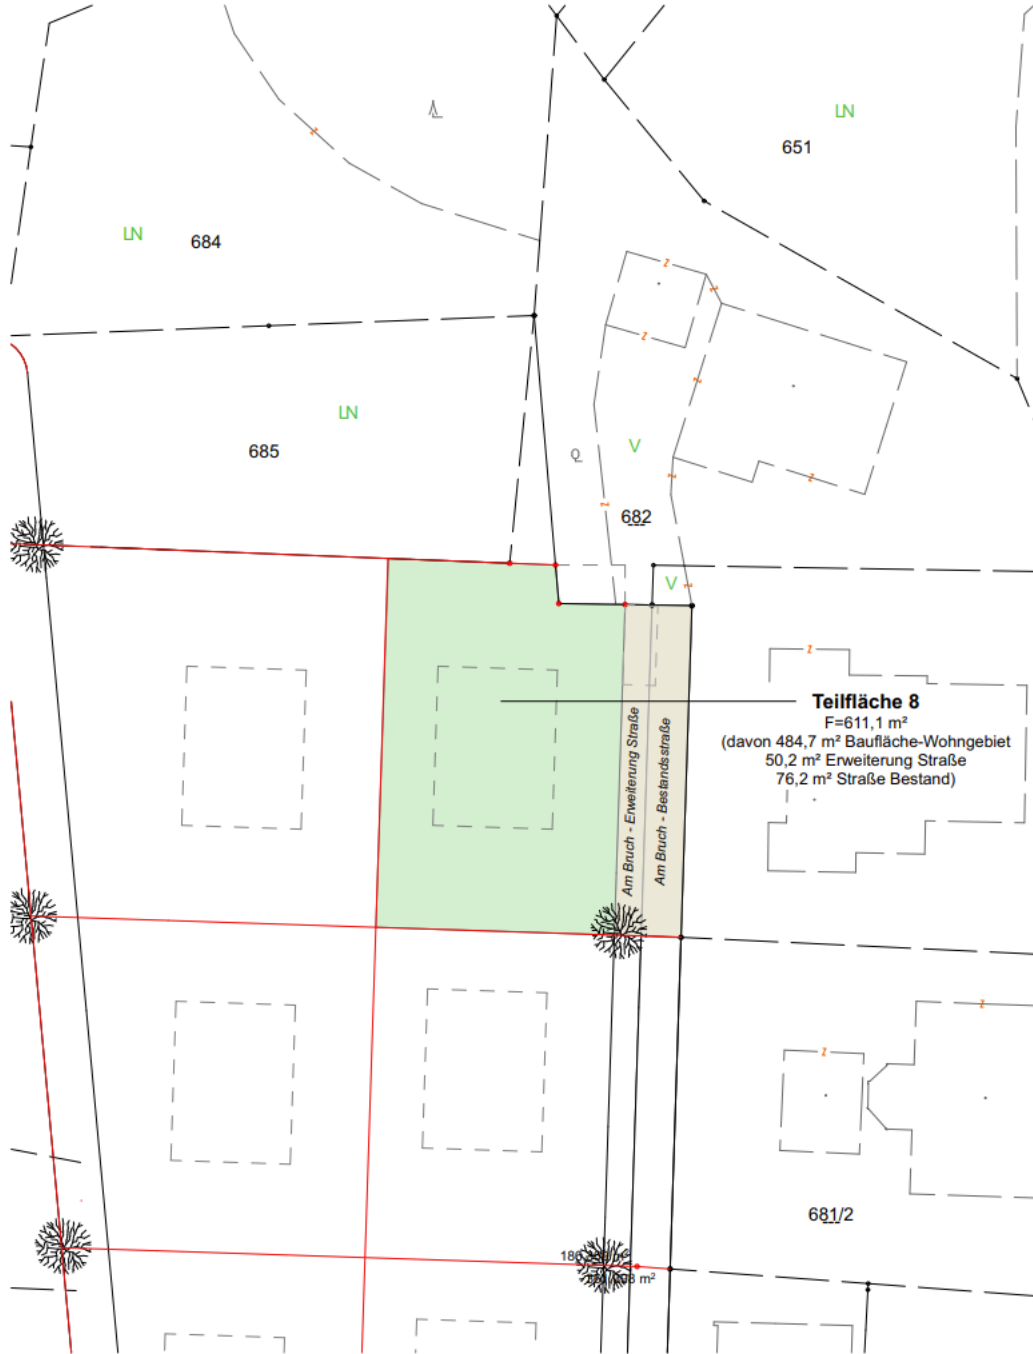 LN
651
LN
684
LN
685
V
682
V
Teilfläche 8
F=611,1 m²
(davon 484,7 m² Baufläche-Wohngebiet
50,2 m² Erweiterung Straße
76,2 m² Straße Bestand)
Am Bruch - Erweiterung Straße
Am Bruch - Bestandsstraße
681/2
m²